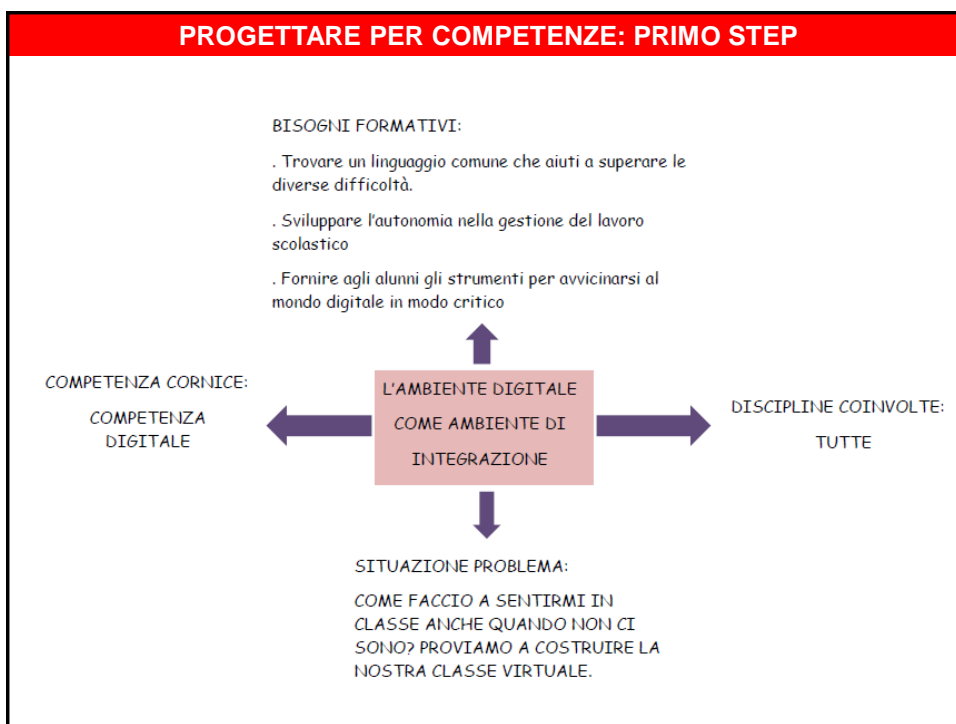 PROGETTARE PER COMPETENZE: PRIMO STEP
BISOGNI FORMATIVI:
. Trovare un linguaggio comune che aiuti a superare le
diverse difficoltà.
. Sviluppare l'autonomia nella gestione del lavoro
scolastico
. Fornire agli alunni gli strumenti per avvicinarsi al
mondo digitale in modo critico
COMPETENZA CORNICE:
COMPETENZA
DIGITALE
L'AMBIENTE DIGITALE
COME AMBIENTE DI
INTEGRAZIONE
DISCIPLINE COINVOLTE:
TUTTE
SITUAZIONE PROBLEMA:
COME FACCIO A SENTIRMI IN
CLASSE ANCHE QUANDO NON CI
SONO? PROVIAMO A COSTRUIRE LA
NOSTRA CLASSE VIRTUALE.